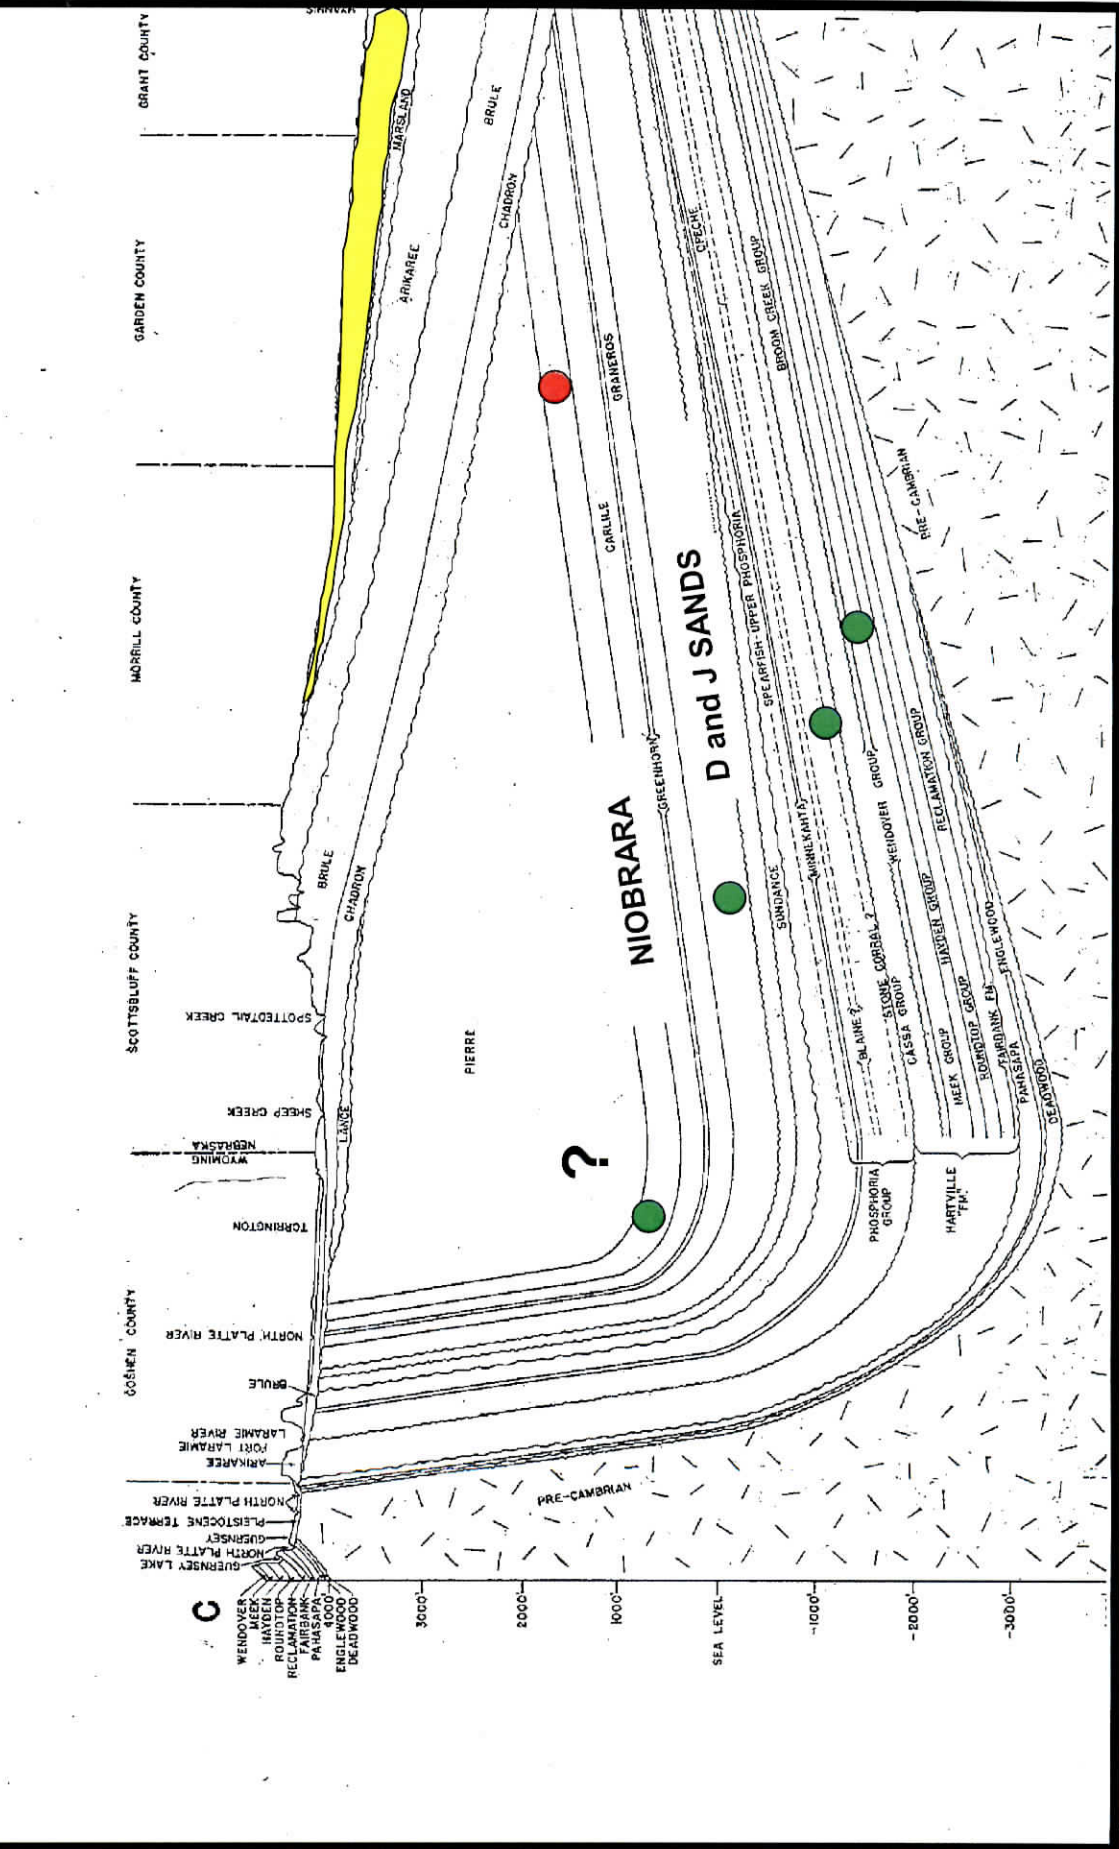 GOSHEN COUNTY
SCOTTSBLUFF COUNTY
MORRILL COUNTY
GARDEN COUNTY
GRANT COUNTY
C
WENDOVER
MEEK
HAYDEN
ROUNDTOP
RECLAMATION
FAIRBANK
PAHASAPA
4000'
ENGLEWOOD
DEADWOOD
GUERNSEY LAKE
NORTH PLATTE RIVER
GUERNSEY
PLEISTOCENE TERRACE
NORTH PLATTE RIVER
ARIKAREE
FORT LARAMIE
LARAMIE RIVER
BRULE
NORTH PLATTE RIVER
TORRINGTON
WYOMING
NEBRASKA
SHEEP CREEK
SPOTTEDTAIL CREEK
HYANNIS
LANCE
BRULE
CHADRON
ARIKAREE
MARSLAND
BRULE
CHADRON
3000'
2000'
1000'
SEA LEVEL
-1000'
-2000'
-3000'
PIERRE
?
NIOBRARA
CARLILE
GREENHORN
GRANEROS
D and J SANDS
SUNDANCE
SPEARFISH-UPPER PHOSPHORIA
MINNEKAHTA
OPECHE
BLAINE ?
STONE CORRAL ?
PHOSPHORIA
GROUP
CASSA GROUP
WENDOVER GROUP
BROOM CREEK GROUP
HARTVILLE
"FM."
MEEK GROUP
HAYDEN GROUP
ROUNDTOP GROUP
RECLAMATION GROUP
FAIRBANK FM.
PAHASAPA
ENGLEWOOD
DEADWOOD
PRE-CAMBRIAN
PRE-CAMBRIAN